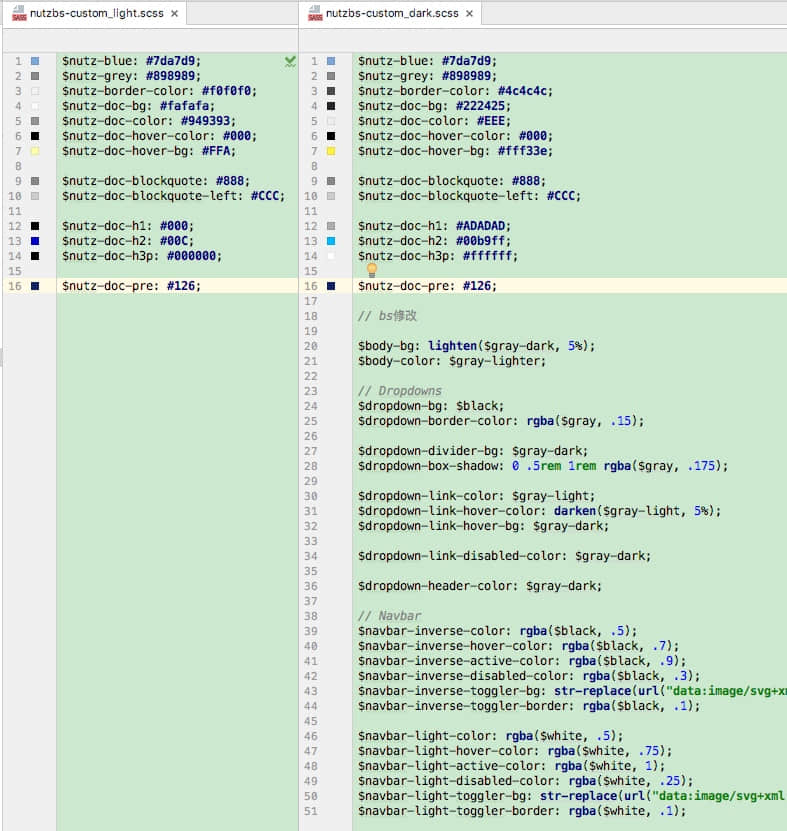 nutzbs-custom_light.scss ×
1 $nutz-blue: #7da7d9;
2 $nutz-grey: #898989;
3 $nutz-border-color: #f0f0f0;
4 $nutz-doc-bg: #fafafa;
5 $nutz-doc-color: #949393;
6 $nutz-doc-hover-color: #000;
7 $nutz-doc-hover-bg: #FFA;
8
9 $nutz-doc-blockquote: #888;
10 $nutz-doc-blockquote-left: #CCC;
11
12 $nutz-doc-h1: #000;
13 $nutz-doc-h2: #00C;
14 $nutz-doc-h3p: #000000;
15
16 $nutz-doc-pre: #126;
nutzbs-custom_dark.scss ×
1 $nutz-blue: #7da7d9;
2 $nutz-grey: #898989;
3 $nutz-border-color: #4c4c4c;
4 $nutz-doc-bg: #222425;
5 $nutz-doc-color: #EEE;
6 $nutz-doc-hover-color: #000;
7 $nutz-doc-hover-bg: #fff33e;
8
9 $nutz-doc-blockquote: #888;
10 $nutz-doc-blockquote-left: #CCC;
11
12 $nutz-doc-h1: #ADADAD;
13 $nutz-doc-h2: #00b9ff;
14 $nutz-doc-h3p: #ffffff;
15
16 $nutz-doc-pre: #126;
17
18 // bs修改
19
20 $body-bg: lighten($gray-dark, 5%);
21 $body-color: $gray-lighter;
22
23 // Dropdowns
24 $dropdown-bg: $black;
25 $dropdown-border-color: rgba($gray, .15);
26
27 $dropdown-divider-bg: $gray-dark;
28 $dropdown-box-shadow: 0 .5rem 1rem rgba($gray, .175);
29
30 $dropdown-link-color: $gray-light;
31 $dropdown-link-hover-color: darken($gray-light, 5%);
32 $dropdown-link-hover-bg: $gray-dark;
33
34 $dropdown-link-disabled-color: $gray-dark;
35
36 $dropdown-header-color: $gray-dark;
37
38 // Navbar
39 $navbar-inverse-color: rgba($black, .5);
40 $navbar-inverse-hover-color: rgba($black, .7);
41 $navbar-inverse-active-color: rgba($black, .9);
42 $navbar-inverse-disabled-color: rgba($black, .3);
43 $navbar-inverse-toggler-bg: str-replace(url("data:image/svg+x
44 $navbar-inverse-toggler-border: rgba($black, .1);
45
46 $navbar-light-color: rgba($white, .5);
47 $navbar-light-hover-color: rgba($white, .75);
48 $navbar-light-active-color: rgba($white, 1);
49 $navbar-light-disabled-color: rgba($white, .25);
50 $navbar-light-toggler-bg: str-replace(url("data:image/svg+xml
51 $navbar-light-toggler-border: rgba($white, .1);